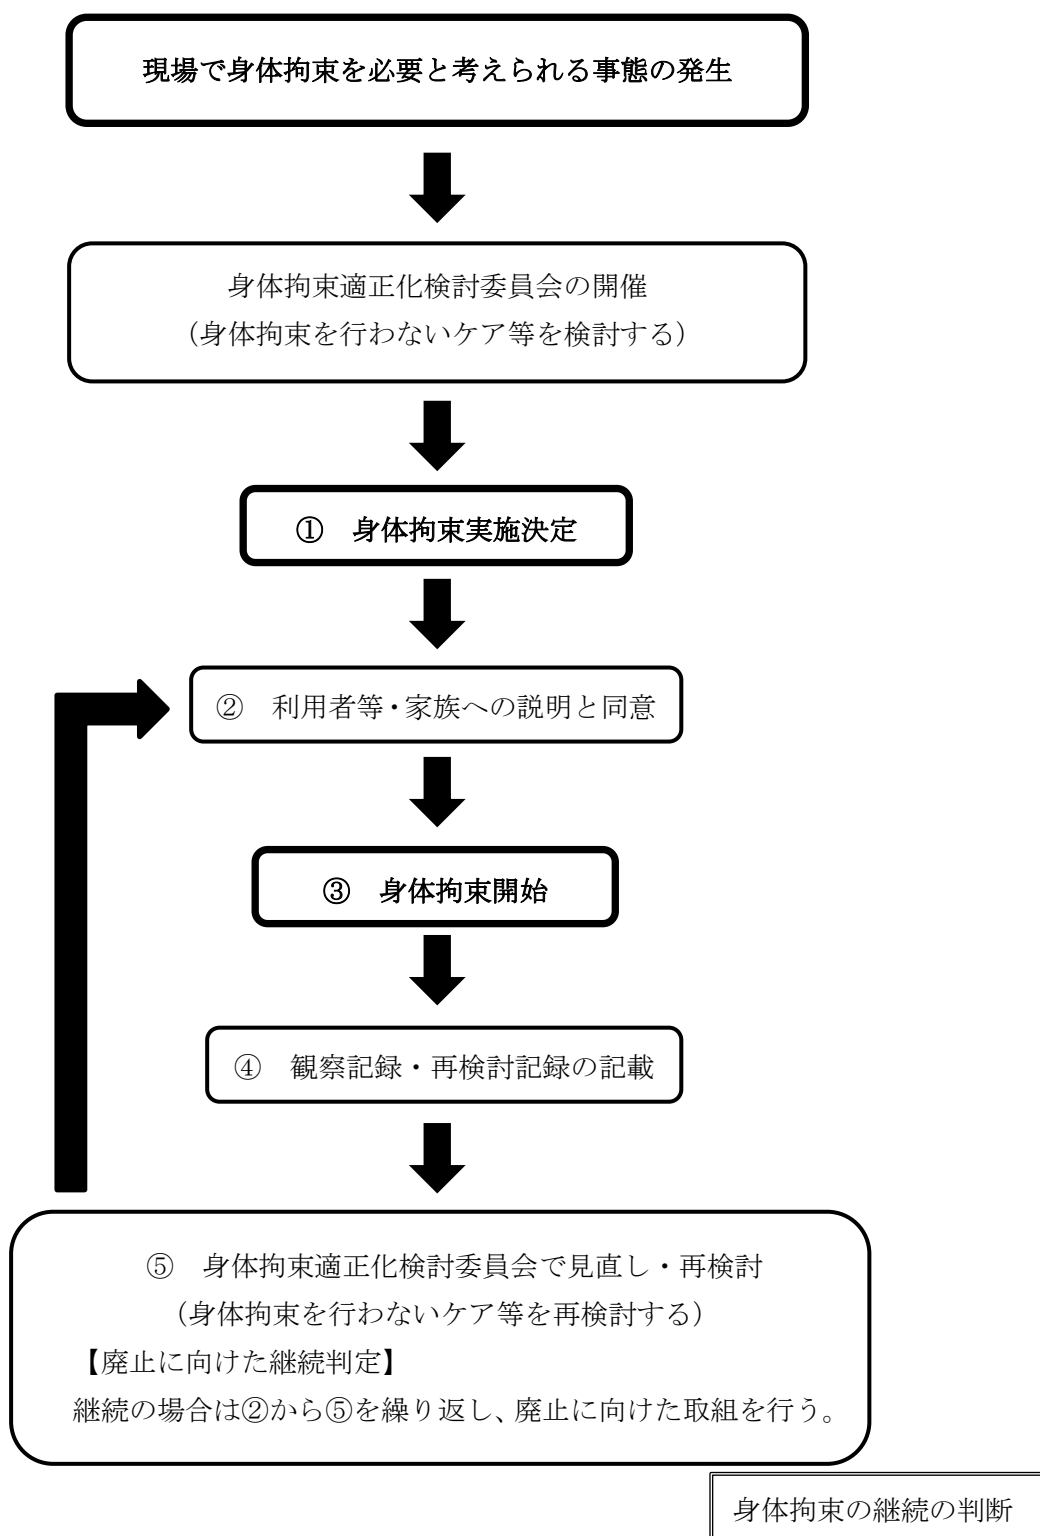 現場で身体拘束を必要と考えられる事態の発生
身体拘束適正化検討委員会の開催
（身体拘束を行わないケア等を検討する）
①　身体拘束実施決定
②　利用者等・家族への説明と同意
③　身体拘束開始
④　観察記録・再検討記録の記載
⑤　身体拘束適正化検討委員会で見直し・再検討
（身体拘束を行わないケア等を再検討する）
【廃止に向けた継続判定】
継続の場合は②から⑤を繰り返し、廃止に向けた取組を行う。
身体拘束の継続の判断